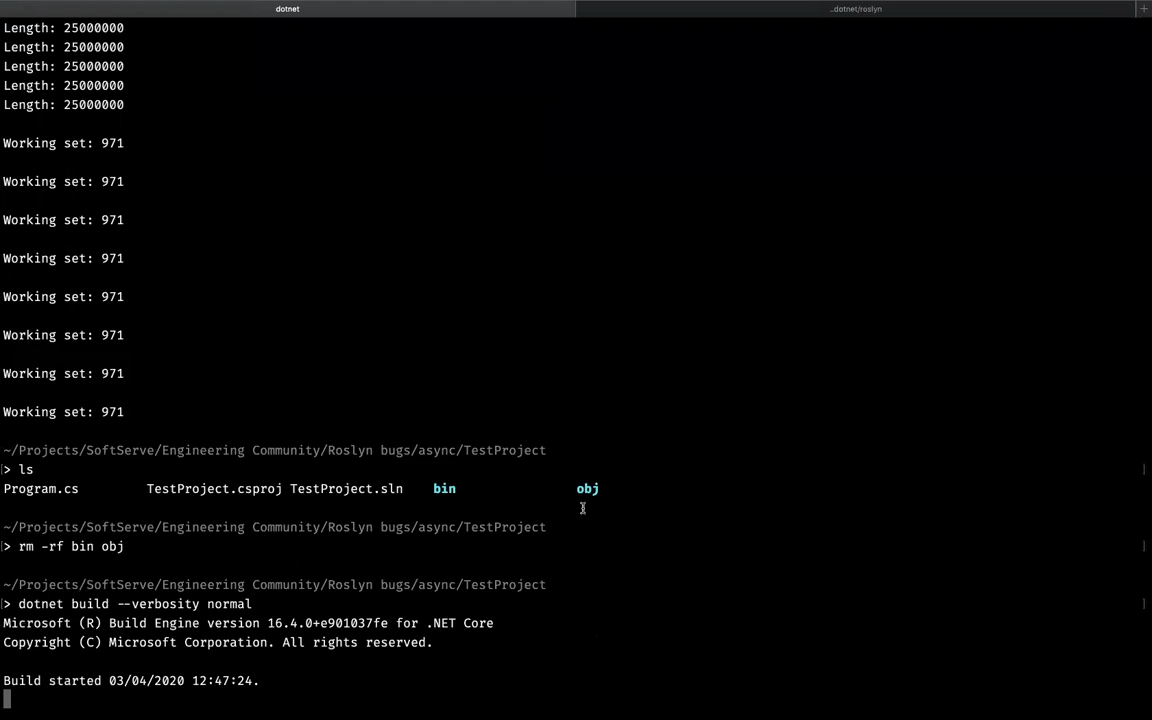 dotnet
..dotnet/roslyn
+
Length: 25000000
Length: 25000000
Length: 25000000
Length: 25000000
Length: 25000000
Working set: 971
Working set: 971
Working set: 971
Working set: 971
Working set: 971
Working set: 971
Working set: 971
Working set: 971
~/Projects/SoftServe/Engineering Community/Roslyn bugs/async/TestProject
> ls
Program.cs TestProject.csproj TestProject.sln bin obj
~/Projects/SoftServe/Engineering Community/Roslyn bugs/async/TestProject
> rm -rf bin obj
~/Projects/SoftServe/Engineering Community/Roslyn bugs/async/TestProject
> dotnet build --verbosity normal
Microsoft (R) Build Engine version 16.4.0+e901037fe for .NET Core
Copyright (C) Microsoft Corporation. All rights reserved.
Build started 03/04/2020 12:47:24.